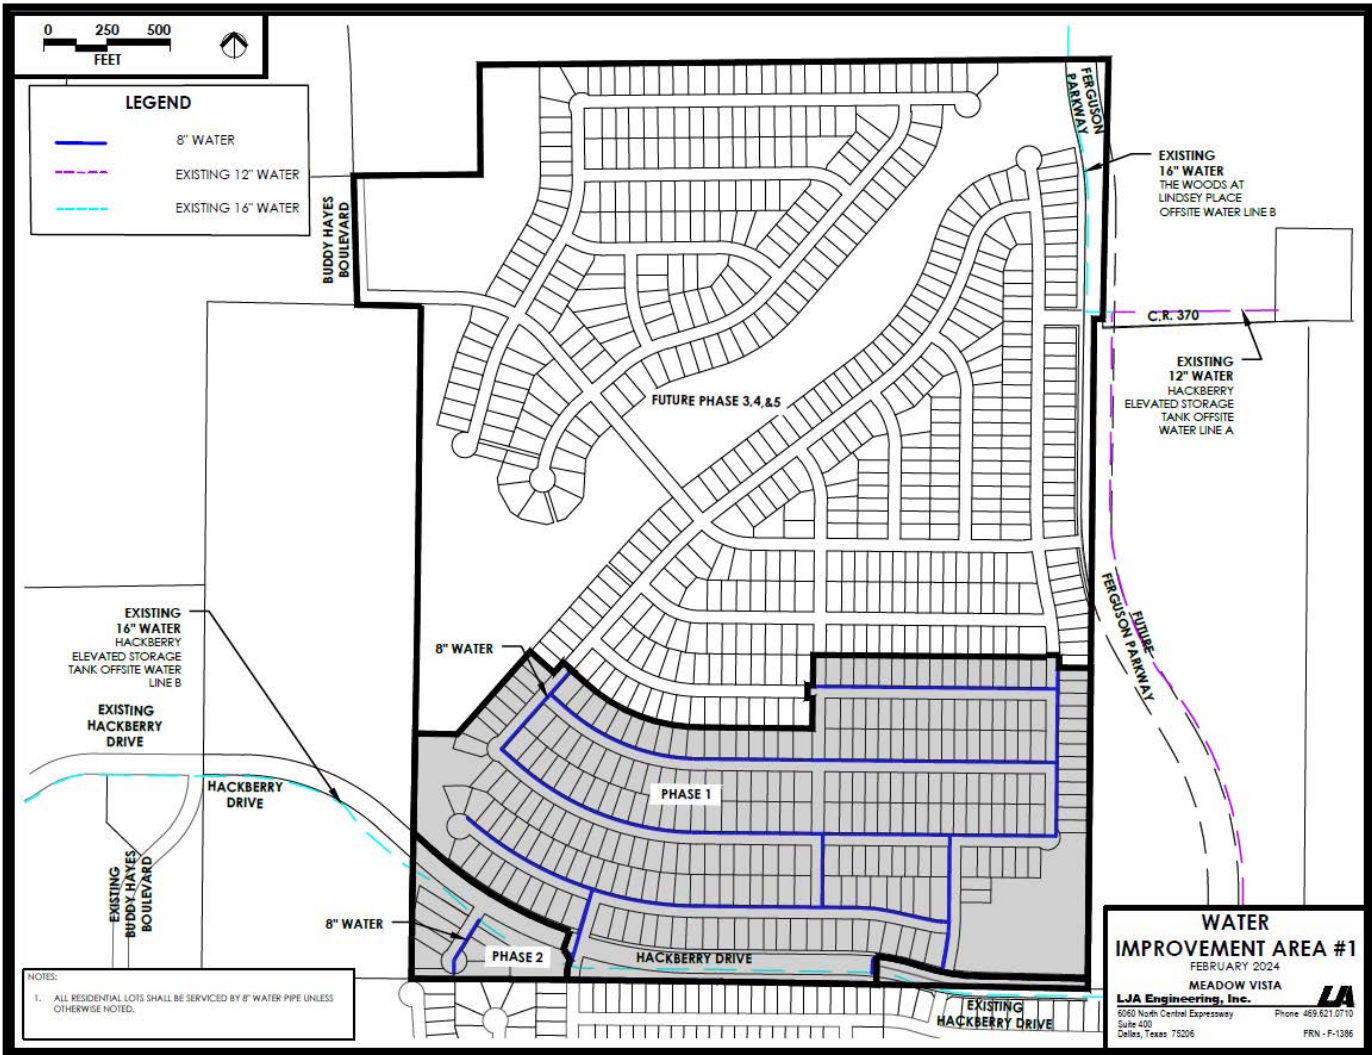 0 250 500
FEET
LEGEND
8" WATER
EXISTING 12" WATER
EXISTING 16" WATER
BUDDY HAYES
BOULEVARD
FERGUSON
PARKWAY
EXISTING
16" WATER
THE WOODS AT
LINDSEY PLACE
OFFSITE WATER LINE B
C.R. 370
EXISTING
12" WATER
HACKBERRY
ELEVATED STORAGE
TANK OFFSITE
WATER LINE A
FUTURE PHASE 3,4,&5
FUTURE
FERGUSON PARKWAY
EXISTING
16" WATER
HACKBERRY
ELEVATED STORAGE
TANK OFFSITE WATER
LINE B
8" WATER
EXISTING
HACKBERRY
DRIVE
HACKBERRY
DRIVE
PHASE 1
EXISTING
BUDDY HAYES
BOULEVARD
8" WATER
PHASE 2
HACKBERRY DRIVE
EXISTING
HACKBERRY DRIVE
NOTES:
1. ALL RESIDENTIAL LOTS SHALL BE SERVICED BY 8" WATER PIPE UNLESS
OTHERWISE NOTED.
WATER
IMPROVEMENT AREA #1
FEBRUARY 2024
MEADOW VISTA
LJA Engineering, Inc.
6060 North Central Expressway Phone 469.621.0710
Suite 400
Dallas, Texas 75206 FRN - F-1386